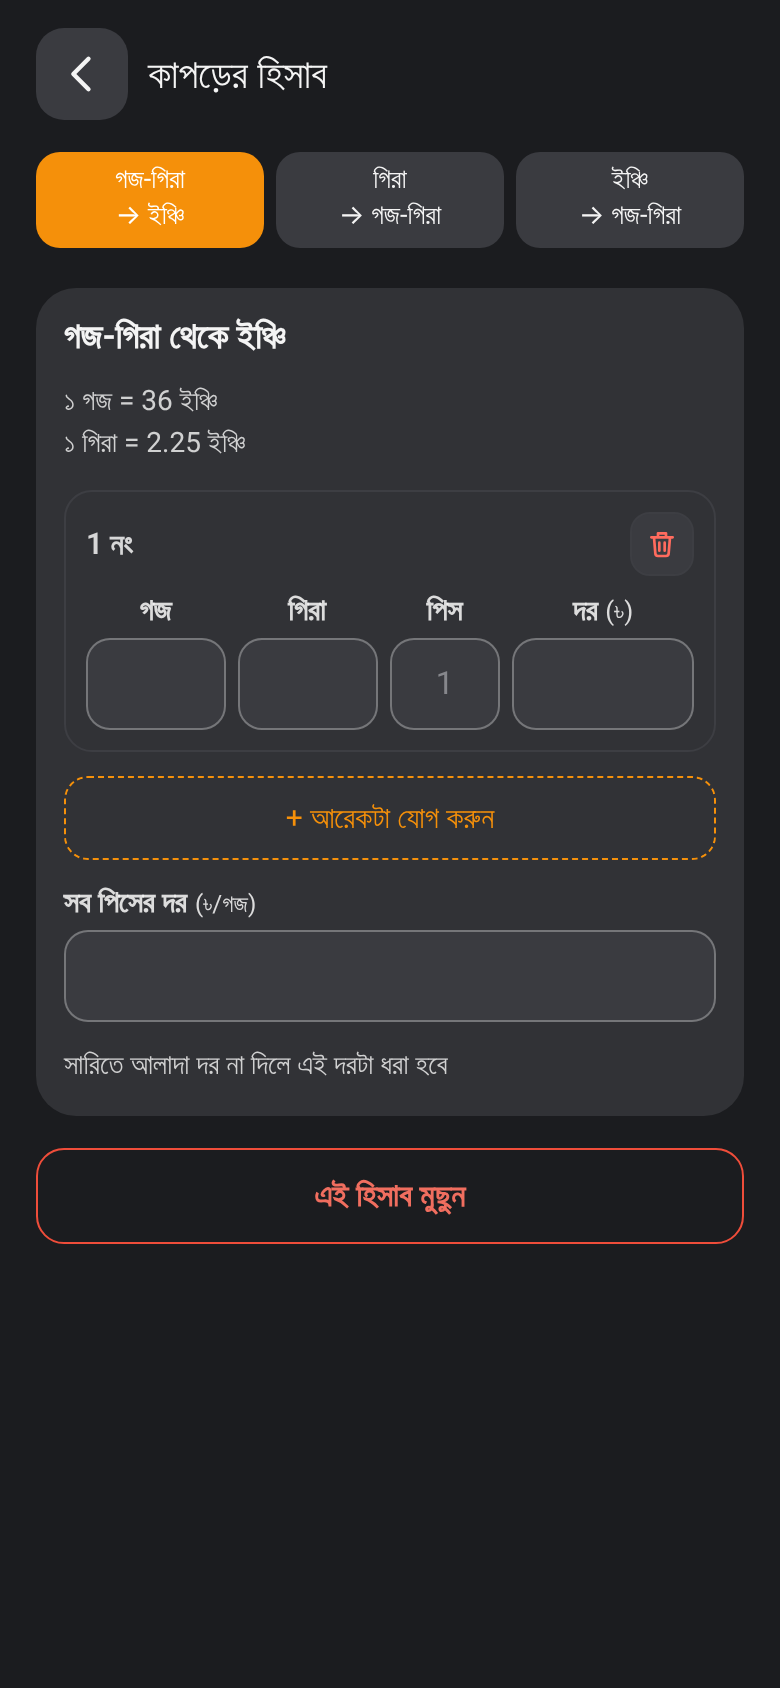 কাপড়ের হিসাব
গজ-গিরা
→ ইঞ্চি
গিরা
→ গজ-গিরা
ইঞ্চি
→ গজ-গিরা
গজ-গিরা থেকে ইঞ্চি
১ গজ = 36 ইঞ্চি
১ গিরা = 2.25 ইঞ্চি
1 নং
গজ গিরা পিস দর (৳)
1
+ আরেকটা যোগ করুন
সব পিসের দর (৳/গজ)
সারিতে আলাদা দর না দিলে এই দরটা ধরা হবে
এই হিসাব মুছুন